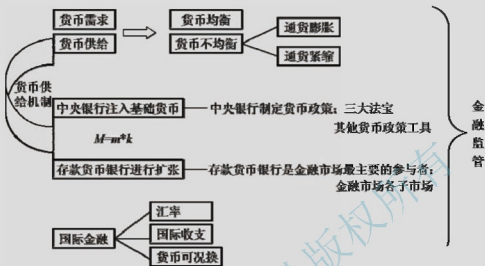 货币需求
货币均衡
货币供给
货币不均衡
通货膨胀
通货紧缩
货币供
给机制
中央银行注入基础货币
中央银行制定货币政策：三大法宝
其他货币政策工具
M=m*k
存款货币银行进行扩张
存款货币银行是金融市场最主要的参与者：
金融市场各子市场
金融监管
汇率
国际金融
国际收支
货币可兑换
版权所有